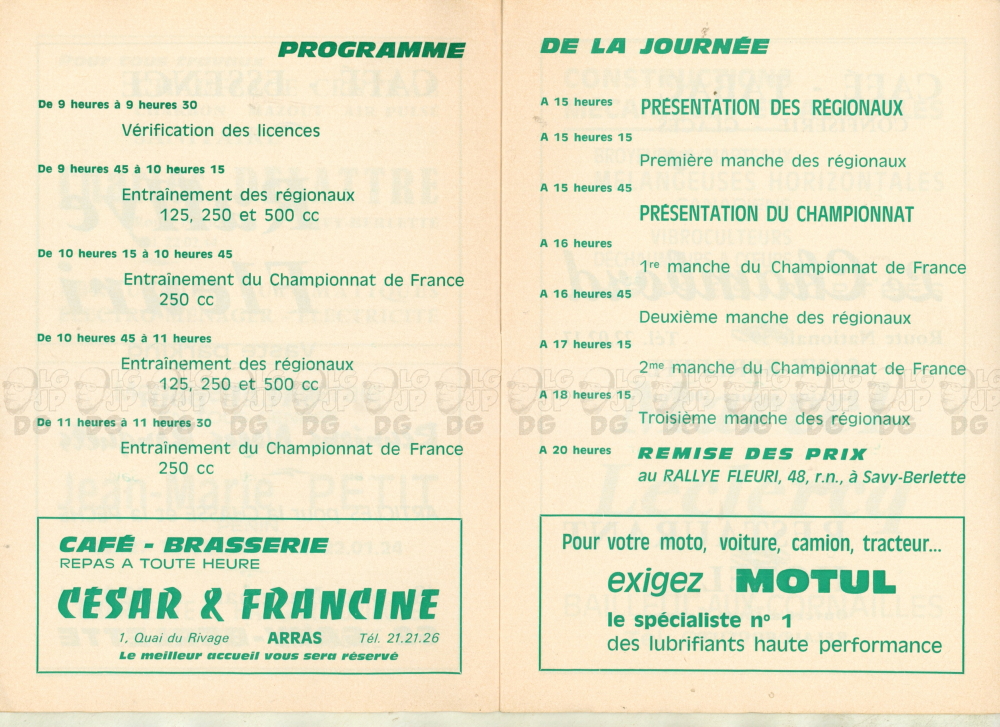 PROGRAMME
De 9 heures à 9 heures 30
Vérification des licences
De 9 heures 45 à 10 heures 15
Entraînement des régionaux
125, 250 et 500 cc
De 10 heures 15 à 10 heures 45
Entraînement du Championnat de France
250 cc
De 10 heures 45 à 11 heures
Entraînement des régionaux
125, 250 et 500 cc
De 11 heures à 11 heures 30
Entraînement du Championnat de France
250 cc
CAFÉ - BRASSERIE
REPAS A TOUTE HEURE
CÉSAR & FRANCINE
1, Quai du Rivage ARRAS Tél. 21.21.26
Le meilleur accueil vous sera réservé
DE LA JOURNÉE
A 15 heures PRÉSENTATION DES RÉGIONAUX
A 15 heures 15
Première manche des régionaux
A 15 heures 45
PRÉSENTATION DU CHAMPIONNAT
A 16 heures
1re manche du Championnat de France
A 16 heures 45
Deuxième manche des régionaux
A 17 heures 15
2me manche du Championnat de France
A 18 heures 15
Troisième manche des régionaux
A 20 heures REMISE DES PRIX
au RALLYE FLEURI, 48, r.n., à Savy-Berlette
Pour votre moto, voiture, camion, tracteur...
exigez MOTUL
le spécialiste n° 1
des lubrifiants haute performance